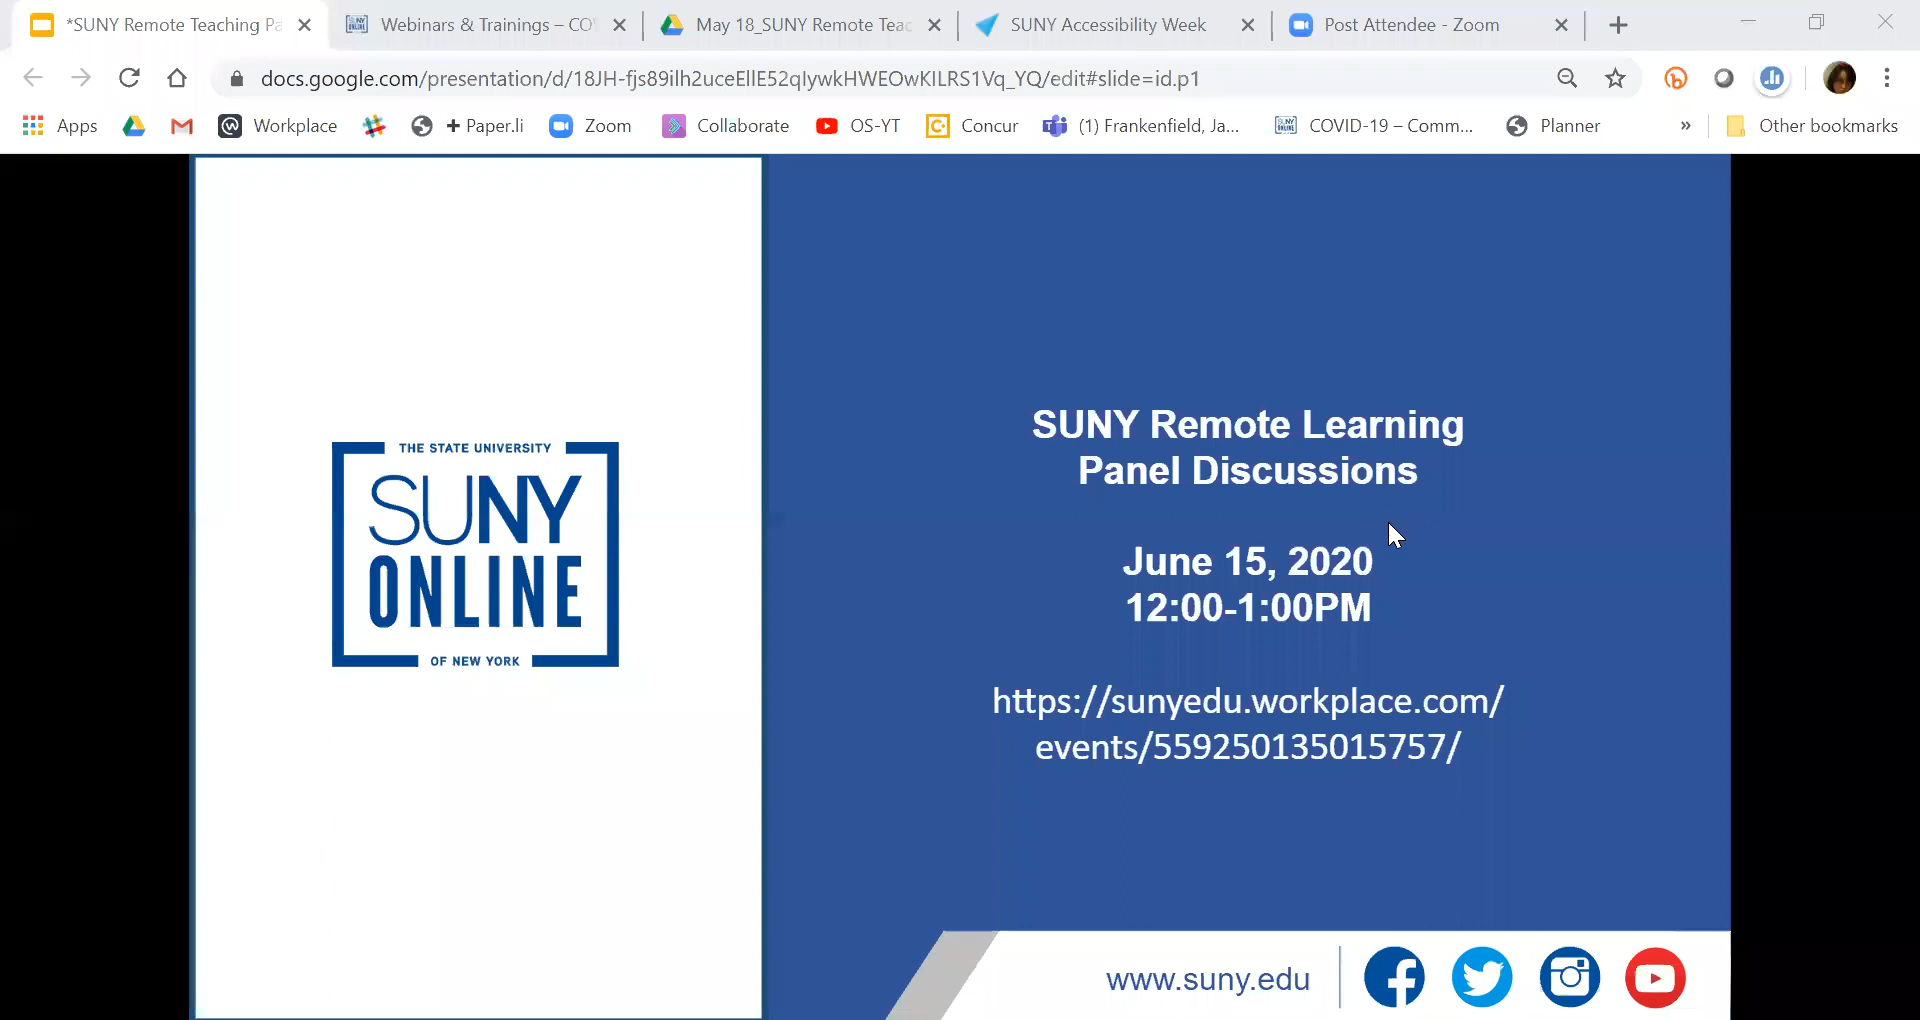 *SUNY Remote Teaching Pa
Webinars & Trainings – CO
May 18_SUNY Remote Teac
SUNY Accessibility Week
Post Attendee - Zoom
docs.google.com/presentation/d/18JH-fjs89ilh2uceEllE52qlywkHWEOwKILRS1Vq_YQ/edit#slide=id.p1
Apps
Workplace
+ Paper.li
Zoom
Collaborate
OS-YT
Concur
(1) Frankenfield, Ja...
COVID-19 – Comm...
Planner
»
Other bookmarks
THE STATE UNIVERSITY
SUNY
ONLINE
OF NEW YORK
SUNY Remote Learning
Panel Discussions
June 15, 2020
12:00-1:00PM
https://sunyedu.workplace.com/
events/559250135015757/
www.suny.edu